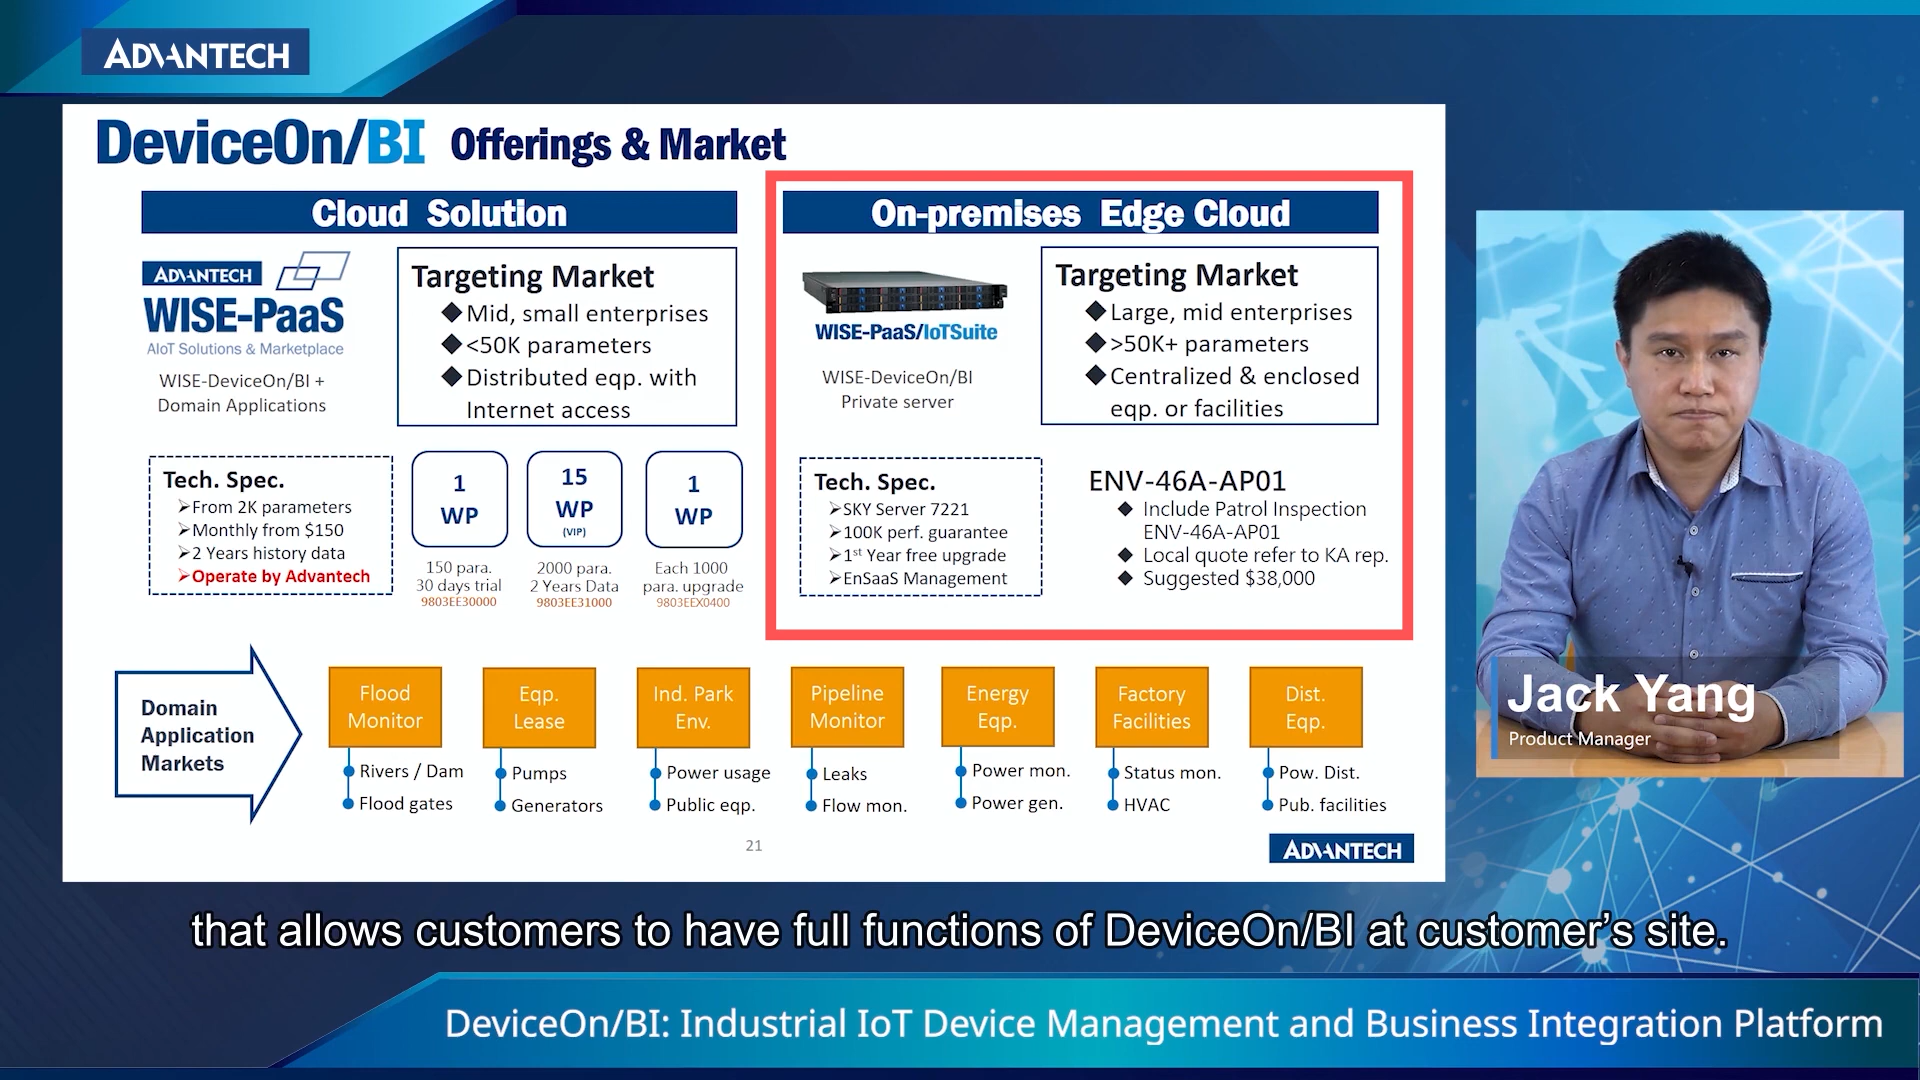 ADVANTECH
DeviceOn/BI Offerings & Market
Cloud Solution
ADVANTECH
WISE-PaaS
AIoT Solutions & Marketplace
WISE-DeviceOn/BI +
Domain Applications
Targeting Market
Mid, small enterprises
<50K parameters
Distributed eqp. with
Internet access
Tech. Spec.
From 2K parameters
Monthly from $150
2 Years history data
Operate by Advantech
1
WP
150 para.
30 days trial
9803EE30000
15
WP
(VIP)
2000 para.
2 Years Data
9803EE31000
1
WP
Each 1000
para. upgrade
9803EEX0400
On-premises Edge Cloud
WISE-PaaS/IoTSuite
WISE-DeviceOn/BI
Private server
Targeting Market
Large, mid enterprises
>50K+ parameters
Centralized & enclosed
eqp. or facilities
Tech. Spec.
SKY Server 7221
100K perf. guarantee
1st Year free upgrade
EnSaaS Management
ENV-46A-AP01
Include Patrol Inspection
ENV-46A-AP01
Local quote refer to KA rep.
Suggested $38,000
Domain
Application
Markets
Flood
Monitor
Rivers / Dam
Flood gates
Eqp.
Lease
Pumps
Generators
Ind. Park
Env.
Power usage
Public eqp.
Pipeline
Monitor
Leaks
Flow mon.
Energy
Eqp.
Power mon.
Power gen.
Factory
Facilities
Status mon.
HVAC
Dist.
Eqp.
Pow. Dist.
Pub. facilities
21
ADVANTECH
Jack Yang
Product Manager
that allows customers to have full functions of DeviceOn/BI at customer's site.
DeviceOn/BI: Industrial IoT Device Management and Business Integration Platform